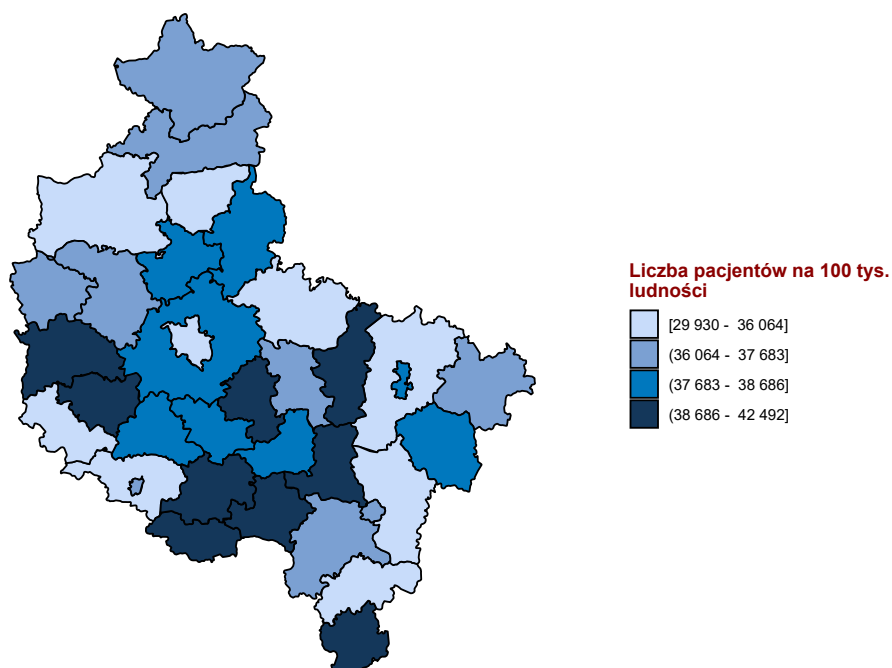 Liczba pacjentów na 100 tys.
ludności
[29 930 - 36 064]
(36 064 - 37 683]
(37 683 - 38 686]
(38 686 - 42 492]